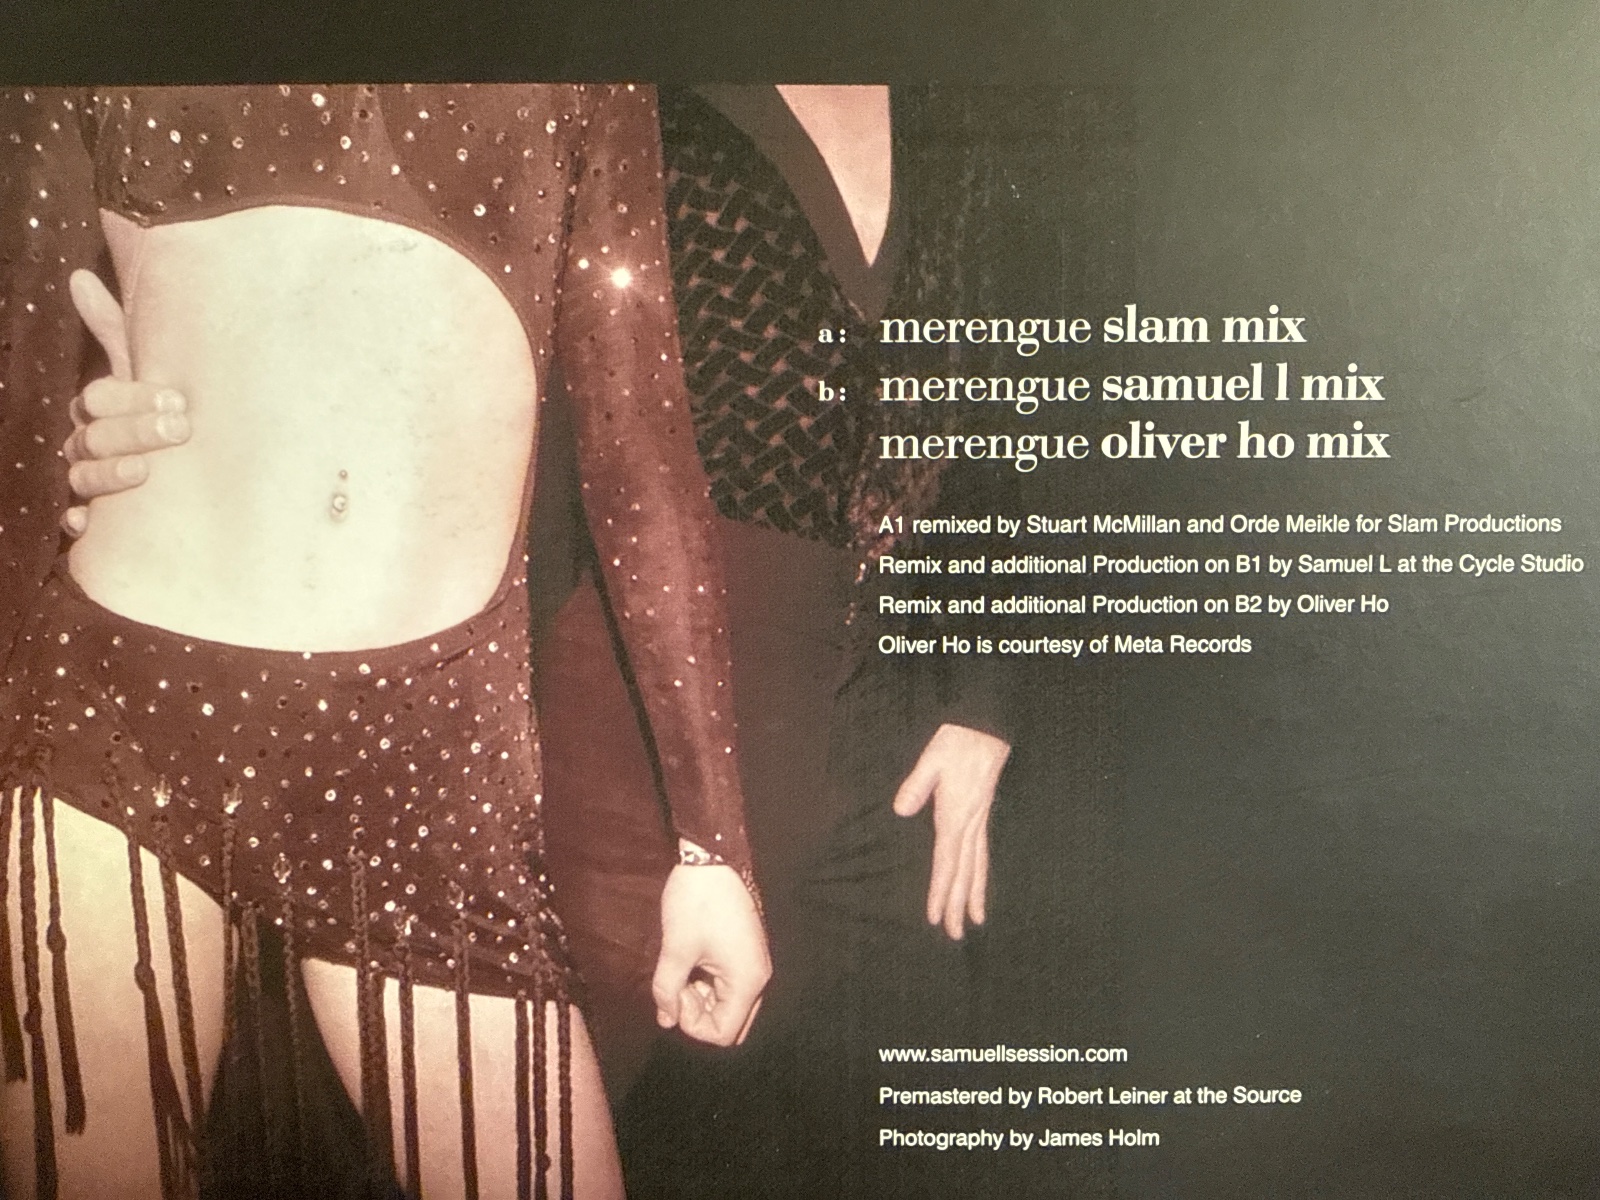 a: merengue slam mix
b: merengue samuel l mix
merengue oliver ho mix
A1 remixed by Stuart McMillan and Orde Meikle for Slam Productions
Remix and additional Production on B1 by Samuel L at the Cycle Studio
Remix and additional Production on B2 by Oliver Ho
Oliver Ho is courtesy of Meta Records
www.samuellsession.com
Premastered by Robert Leiner at the Source
Photography by James Holm